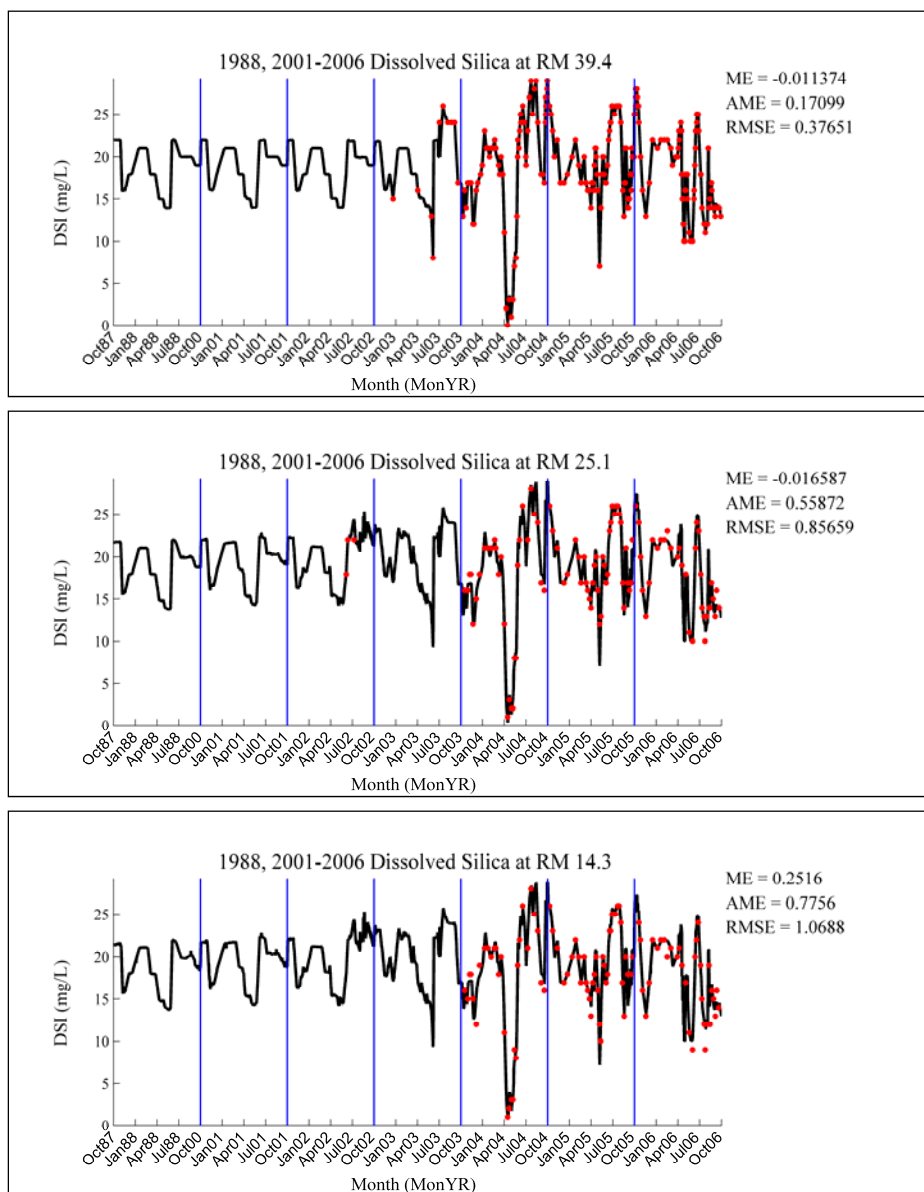 1988, 2001-2006 Dissolved Silica at RM 39.4
ME = -0.011374
AME = 0.17099
RMSE = 0.37651
DSI (mg/L)
25
20
15
10
5
0
Oct87 Jan88 Apr88 Jul88 Oct00 Jan01 Apr01 Jul01 Oct01 Jan02 Apr02 Jul02 Oct02 Jan03 Apr03 Jul03 Oct03 Jan04 Apr04 Jul04 Oct04 Jan05 Apr05 Jul05 Oct05 Jan06 Apr06 Jul06 Oct06
Month (MonYR)
1988, 2001-2006 Dissolved Silica at RM 25.1
ME = -0.016587
AME = 0.55872
RMSE = 0.85659
DSI (mg/L)
25
20
15
10
5
0
Oct87 Jan88 Apr88 Jul88 Oct00 Jan01 Apr01 Jul01 Oct01 Jan02 Apr02 Jul02 Oct02 Jan03 Apr03 Jul03 Oct03 Jan04 Apr04 Jul04 Oct04 Jan05 Apr05 Jul05 Oct05 Jan06 Apr06 Jul06 Oct06
Month (MonYR)
1988, 2001-2006 Dissolved Silica at RM 14.3
ME = 0.2516
AME = 0.7756
RMSE = 1.0688
DSI (mg/L)
25
20
15
10
5
0
Oct87 Jan88 Apr88 Jul88 Oct00 Jan01 Apr01 Jul01 Oct01 Jan02 Apr02 Jul02 Oct02 Jan03 Apr03 Jul03 Oct03 Jan04 Apr04 Jul04 Oct04 Jan05 Apr05 Jul05 Oct05 Jan06 Apr06 Jul06 Oct06
Month (MonYR)